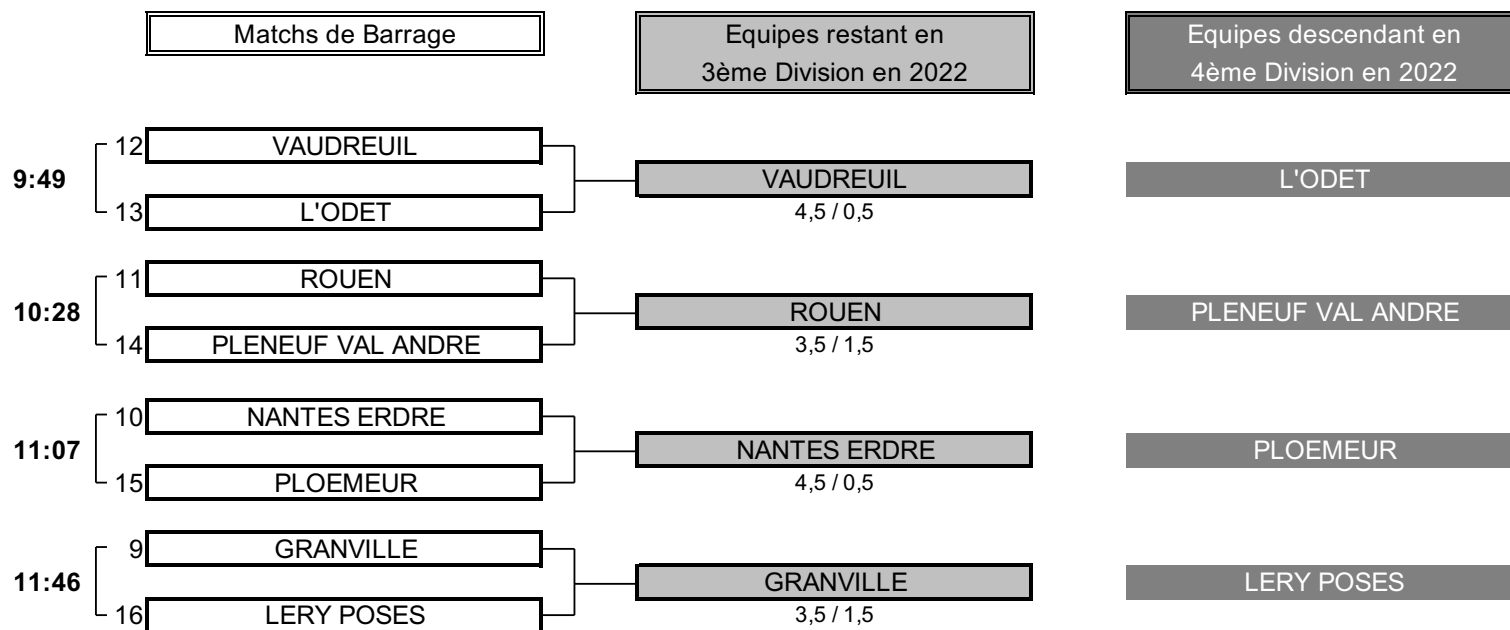 Matchs de Barrage
Equipes restant en
3ème Division en 2022
Equipes descendant en
4ème Division en 2022
12 VAUDREUIL
9:49 VAUDREUIL L'ODET
13 L'ODET 4,5 / 0,5
11 ROUEN
10:28 ROUEN PLENEUF VAL ANDRE
14 PLENEUF VAL ANDRE 3,5 / 1,5
10 NANTES ERDRE
11:07 NANTES ERDRE PLOEMEUR
15 PLOEMEUR 4,5 / 0,5
9 GRANVILLE
11:46 GRANVILLE LERY POSES
16 LERY POSES 3,5 / 1,5